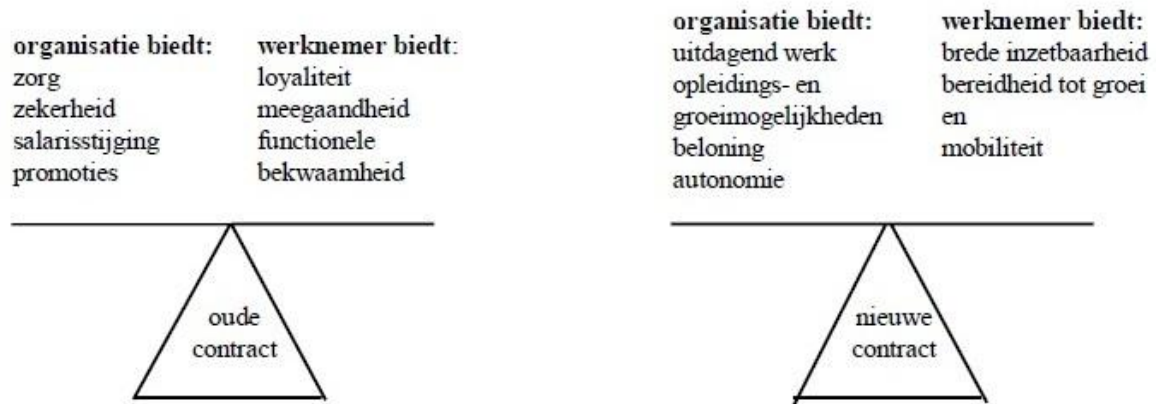 organisatie biedt:
zorg
zekerheid
salarisstijging
promoties
werknemer biedt:
loyaliteit
meegaandheid
functionele
bekwaamheid
oude
contract
organisatie biedt:
uitdagend werk
opleidings- en
groeimogelijkheden
beloning
autonomie
werknemer biedt:
brede inzetbaarheid
bereidheid tot groei
en
mobiliteit
nieuwe
contract